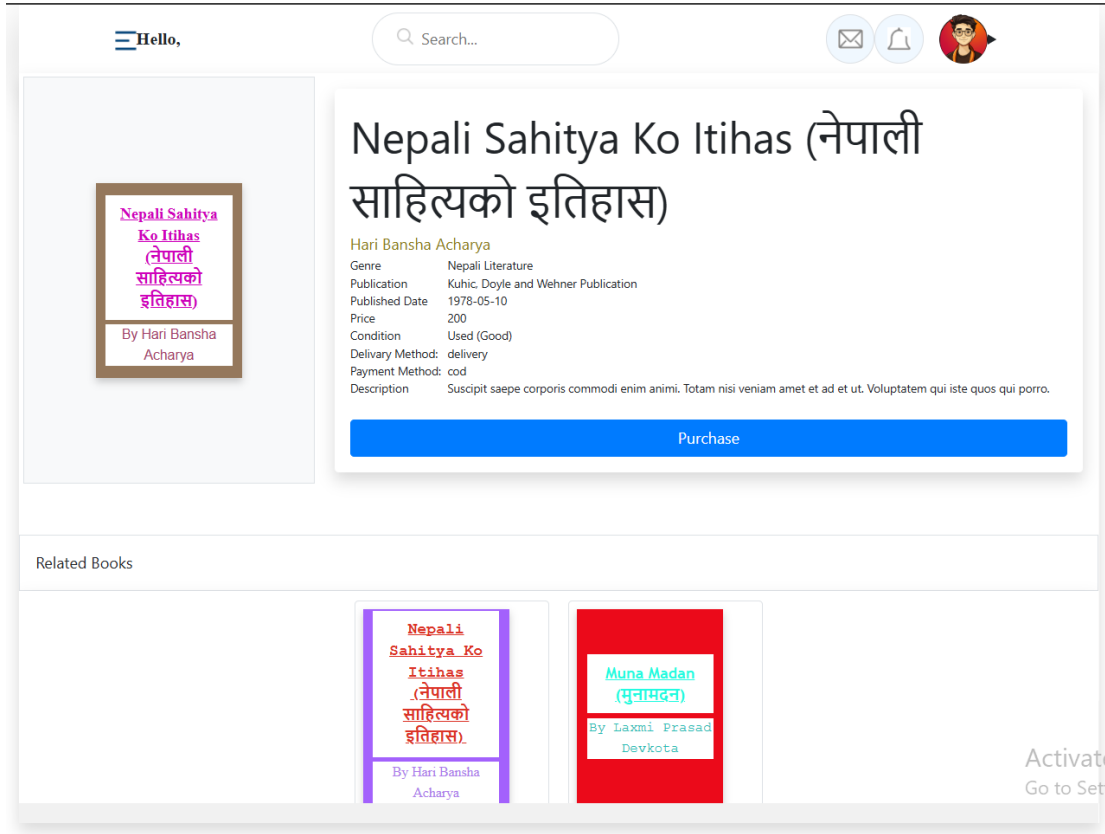 Hello,
Search...
Nepali Sahitya
Ko Itihas
(नेपाली
साहित्यको
इतिहास)
By Hari Bansha
Acharya
Nepali Sahitya Ko Itihas (नेपाली
साहित्यको इतिहास)
Hari Bansha Acharya
Genre Nepali Literature
Publication Kuhic, Doyle and Wehner Publication
Published Date 1978-05-10
Price 200
Condition Used (Good)
Delivary Method: delivery
Payment Method: cod
Description Suscipit saepe corporis commodi enim animi. Totam nisi veniam amet et ad et ut. Voluptatem qui iste quos qui porro.
Purchase
Related Books
Nepali
Sahitya Ko
Itihas
(नेपाली
साहित्यको
इतिहास)
By Hari Bansha
Acharya
Muna Madan
(मुनामदन)
By Laxmi Prasad
Devkota
Activate
Go to Set